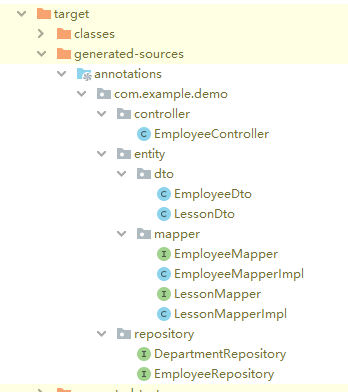 target
classes
generated-sources
annotations
com.example.demo
controller
C EmployeeController
entity
dto
C EmployeeDto
C LessonDto
mapper
I EmployeeMapper
C EmployeeMapperImpl
I LessonMapper
C LessonMapperImpl
repository
I DepartmentRepository
I EmployeeRepository